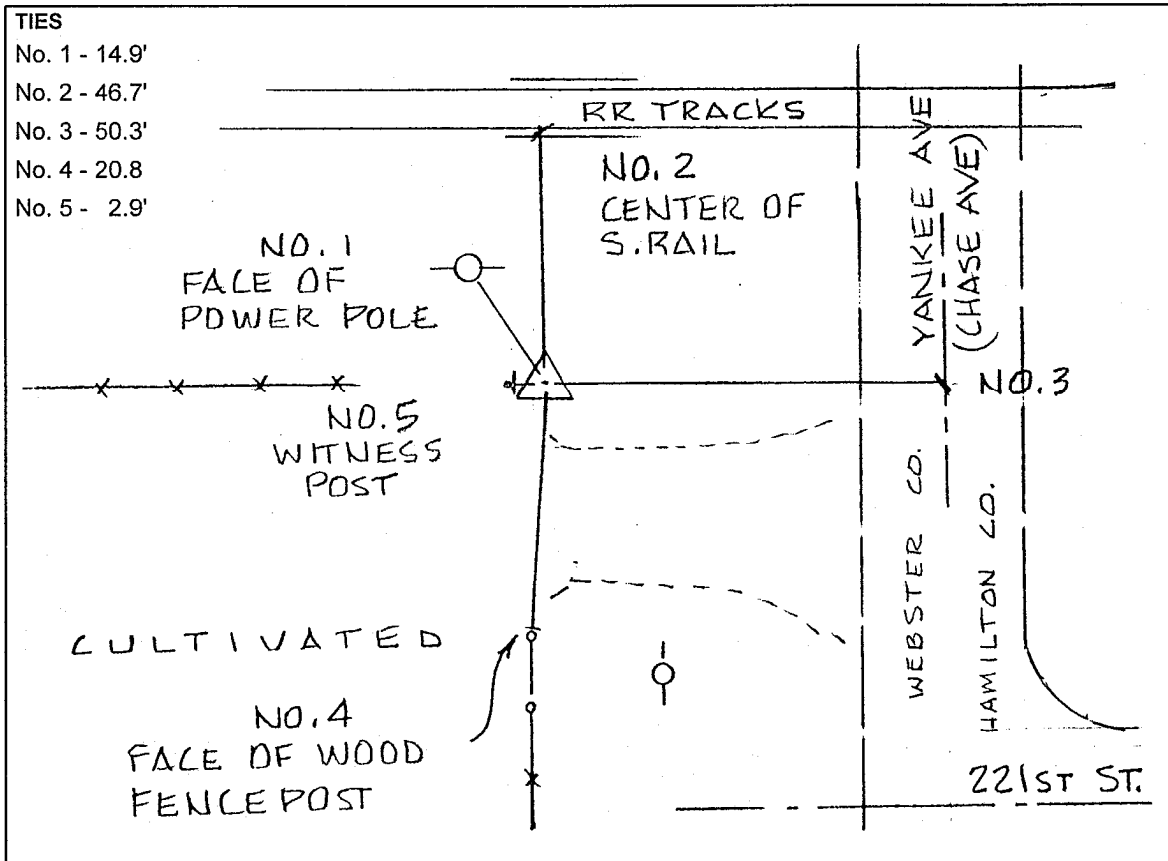 TIES
No. 1 - 14.9'
No. 2 - 46.7'
No. 3 - 50.3'
No. 4 - 20.8
No. 5 - 2.9'
RR TRACKS
NO. 2
CENTER OF
S. RAIL
NO. 1
FACE OF
POWER POLE
YANKEE AVE
(CHASE AVE)
NO. 3
NO. 5
WITNESS
POST
WEBSTER CO.
HAMILTON CO.
CULTIVATED
NO. 4
FACE OF WOOD
FENCE POST
221ST ST.